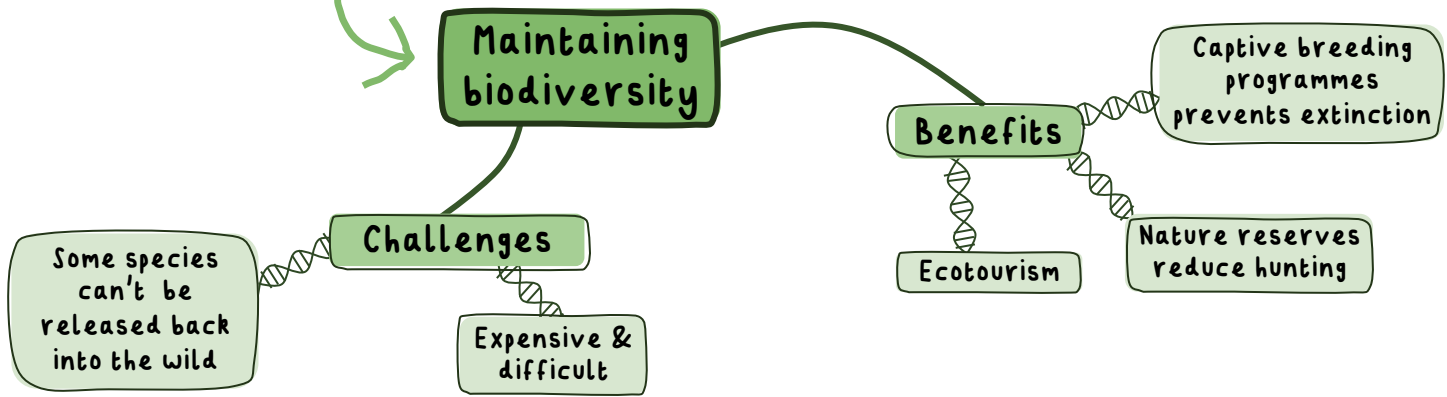 Maintaining
biodiversity
Benefits
Captive breeding
programmes
prevents extinction
Nature reserves
reduce hunting
Ecotourism
Challenges
Some species
can't be
released back
into the wild
Expensive &
difficult